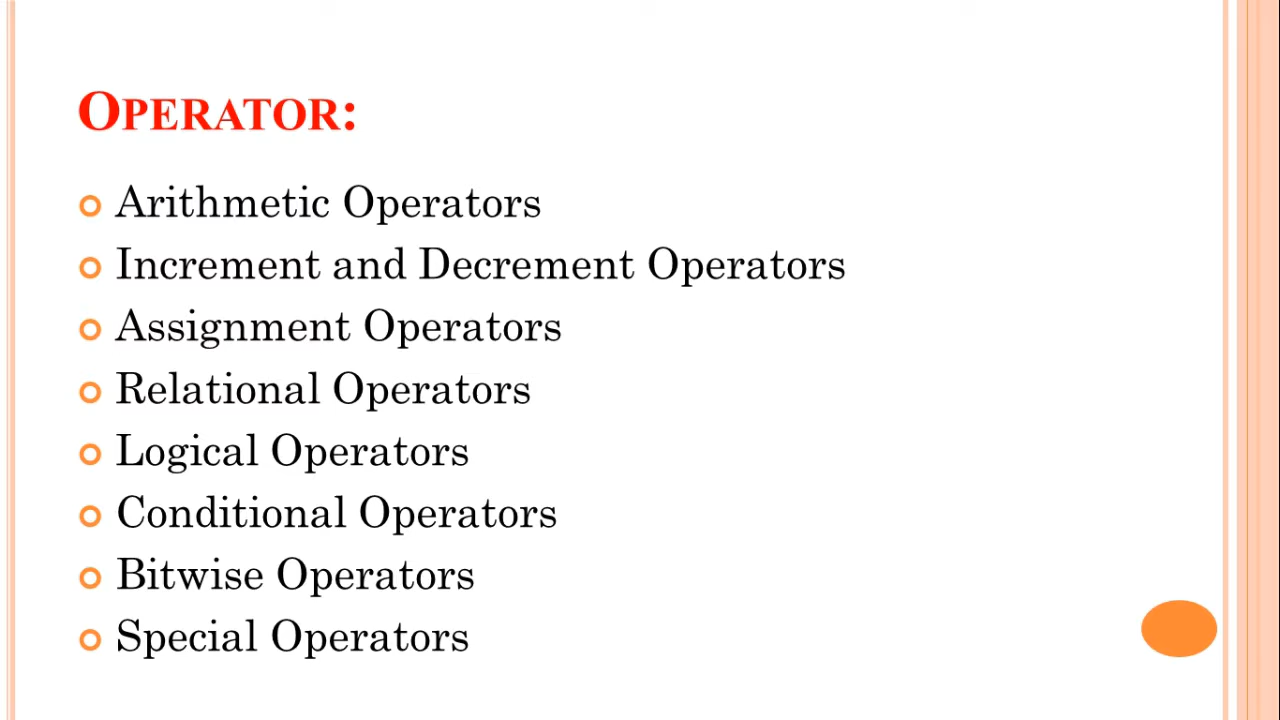 OPERATOR:
Arithmetic Operators
Increment and Decrement Operators
Assignment Operators
Relational Operators
Logical Operators
Conditional Operators
Bitwise Operators
Special Operators